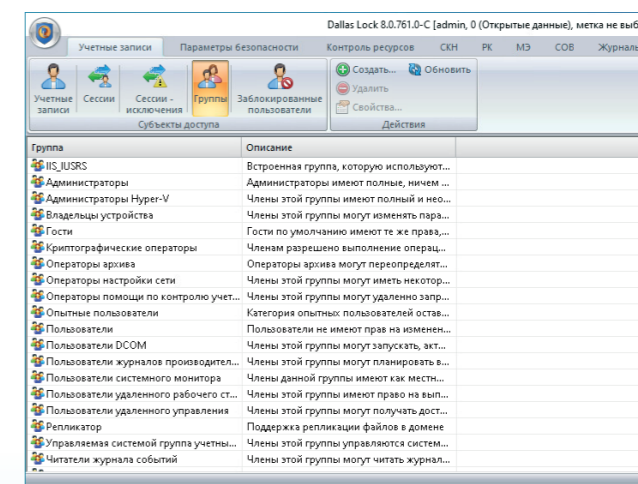 Dallas Lock 8.0.761.0-C [admin, 0 (Открытые данные), метка не выб
Учетные записи Параметры безопасности Контроль ресурсов СКН РК МЭ СОВ Журналь
Учетные записи
Сессии
Сессии - исключения
Группы
Заблокированные пользователи
Субъекты доступа
Создать... Обновить
Удалить
Свойства...
Действия
Группа Описание
IIS_IUSRS Встроенная группа, которую используют...
Администраторы Администраторы имеют полные, ничем ...
Администраторы Hyper-V Члены этой группы имеют полный и нео...
Владельцы устройства Члены этой группы могут изменять пара...
Гости Гости по умолчанию имеют те же права,...
Криптографические операторы Членам разрешено выполнение операц...
Операторы архива Операторы архива могут переопределят...
Операторы настройки сети Члены этой группы могут иметь некотор...
Операторы помощи по контролю учет... Члены этой группы могут удаленно запр...
Опытные пользователи Категория опытных пользователей остав...
Пользователи Пользователи не имеют прав на изменен...
Пользователи DCOM Члены этой группы могут запускать, акт...
Пользователи журналов производител... Члены этой группы могут планировать в...
Пользователи системного монитора Члены данной группы имеют как местн...
Пользователи удаленного рабочего ст... Члены этой группы имеют право на вып...
Пользователи удаленного управления Члены этой группы могут получать дост...
Репликатор Поддержка репликации файлов в домене
Управляемая системой группа учетны... Члены этой группы управляются систем...
Читатели журнала событий Члены этой группы могут читать журнал...